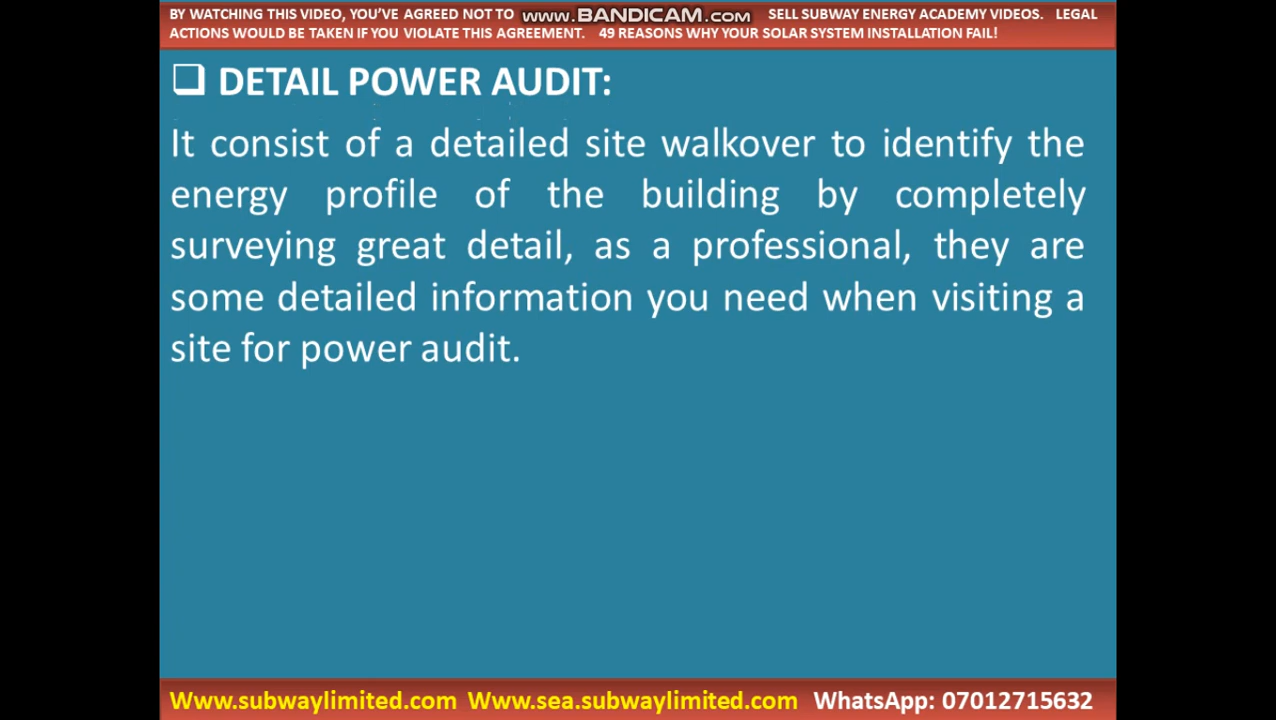 BY WATCHING THIS VIDEO, YOU'VE AGREED NOT TO www.BANDICAM.com SELL SUBWAY ENERGY ACADEMY VIDEOS. LEGAL
ACTIONS WOULD BE TAKEN IF YOU VIOLATE THIS AGREEMENT. 49 REASONS WHY YOUR SOLAR SYSTEM INSTALLATION FAIL!
❑ DETAIL POWER AUDIT:
It consist of a detailed site walkover to identify the
energy profile of the building by completely
surveying great detail, as a professional, they are
some detailed information you need when visiting a
site for power audit.
Www.subwaylimited.com Www.sea.subwaylimited.com WhatsApp: 07012715632